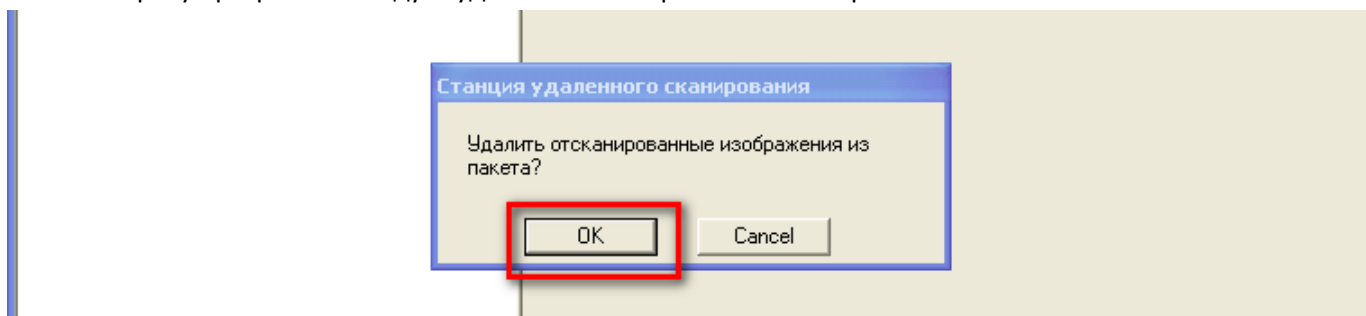 Станция удаленного сканирования
Удалить отсканированные изображения из
пакета?
OK
Cancel